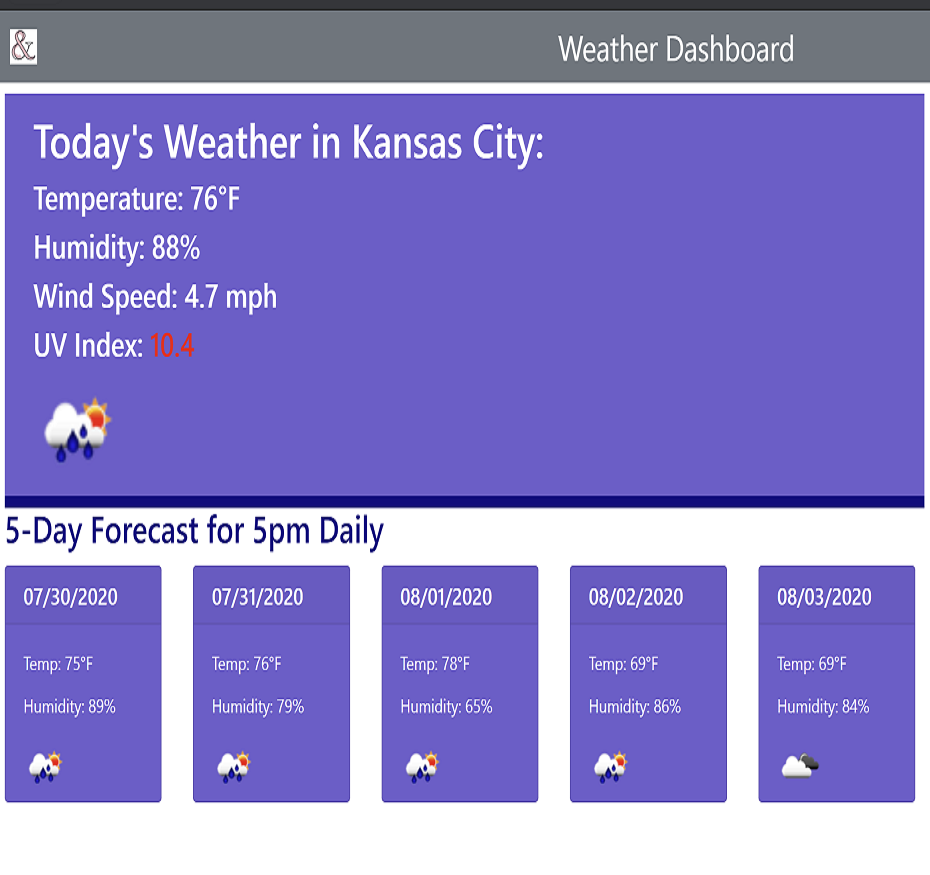 &
Weather Dashboard
Today's Weather in Kansas City:
Temperature: 76°F
Humidity: 88%
Wind Speed: 4.7 mph
UV Index: 10.4
5-Day Forecast for 5pm Daily
07/30/2020
Temp: 75°F
Humidity: 89%
07/31/2020
Temp: 76°F
Humidity: 79%
08/01/2020
Temp: 78°F
Humidity: 65%
08/02/2020
Temp: 69°F
Humidity: 86%
08/03/2020
Temp: 69°F
Humidity: 84%